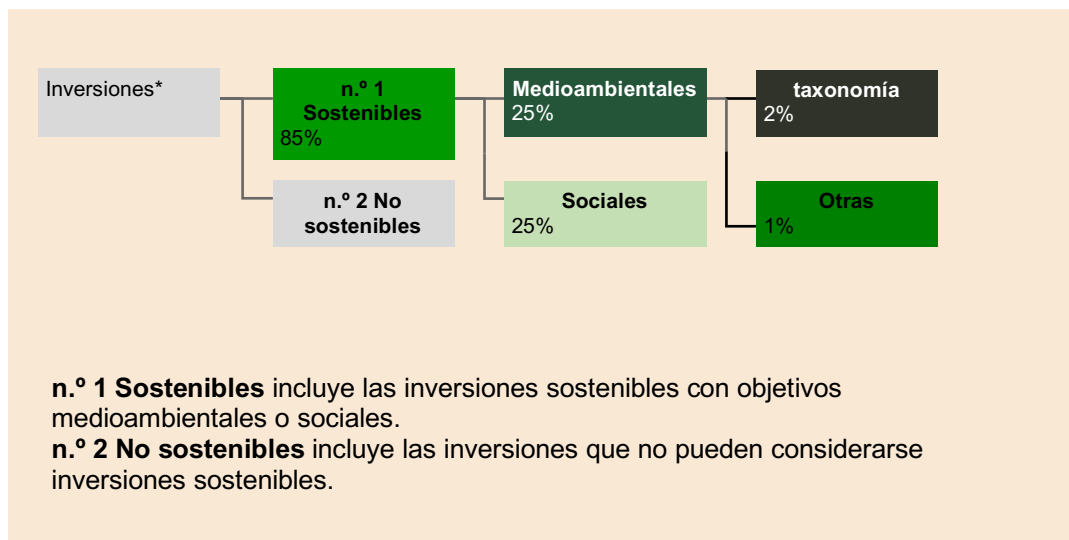 Inversiones*
n.º 1
Sostenibles
85%
n.º 2 No
sostenibles
Medioambientales
25%
Sociales
25%
taxonomía
2%
Otras
1%
n.º 1 Sostenibles incluye las inversiones sostenibles con objetivos
medioambientales o sociales.
n.º 2 No sostenibles incluye las inversiones que no pueden considerarse
inversiones sostenibles.